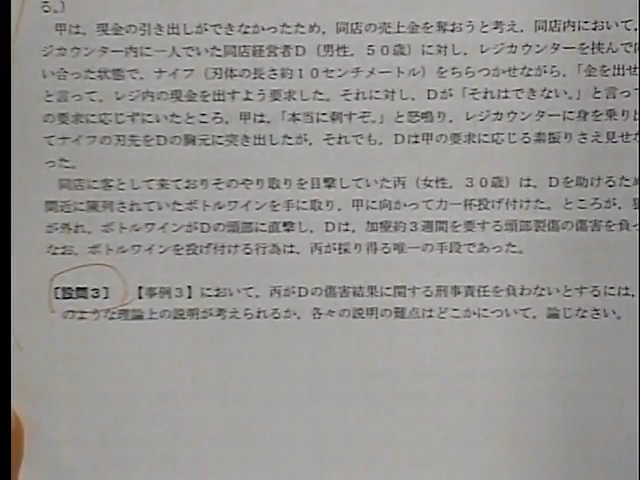 る。）
甲は，現金の引き出しができなかったため，同店の売上金を奪おうと考え，同店内において，
ジカウンター内に一人でいた同店経営者Ｄ（男性，５０歳）に対し，レジカウンターを挟んで
い合った状態で，ナイフ（刃体の長さ約１０センチメートル）をちらつかせながら，「金を出せ
と言って，レジ内の現金を出すよう要求した。それに対し，Ｄが「それはできない。」と言って
の要求に応じずにいたところ，甲は，「本当に刺すぞ。」と怒鳴り，レジカウンターに身を乗り
てナイフの刃先をＤの胸元に突き出したが，それでも，Ｄは甲の要求に応じる素振りさえ見せな
った。
同店に客として来ておりそのやり取りを目撃していた丙（女性，３０歳）は，Ｄを助けるため
間近に陳列されていたボトルワインを手に取り，甲に向かって力一杯投げ付けた。ところが，
が外れ，ボトルワインがＤの頭部に直撃し，Ｄは，加療約３週間を要する頭部裂傷の傷害を負っ
なお，ボトルワインを投げ付ける行為は，丙が採り得る唯一の手段であった。
［設問３］ 【事例３】において，丙がＤの傷害結果に関する刑事責任を負わないとするには，
のような理論上の説明が考えられるか，各々の説明の難点はどこかについて，論じなさい。